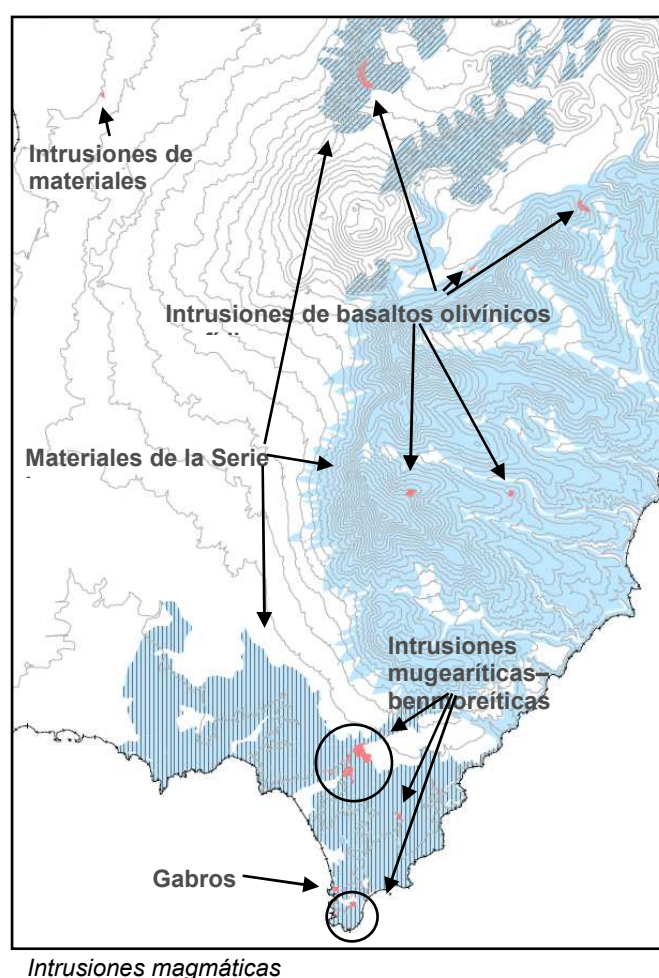 Intrusiones de
materiales
Intrusiones de basaltos olivínicos
Materiales de la Serie
Intrusiones
mugearíticas–
benmoreíticas
Gabros
Intrusiones magmáticas